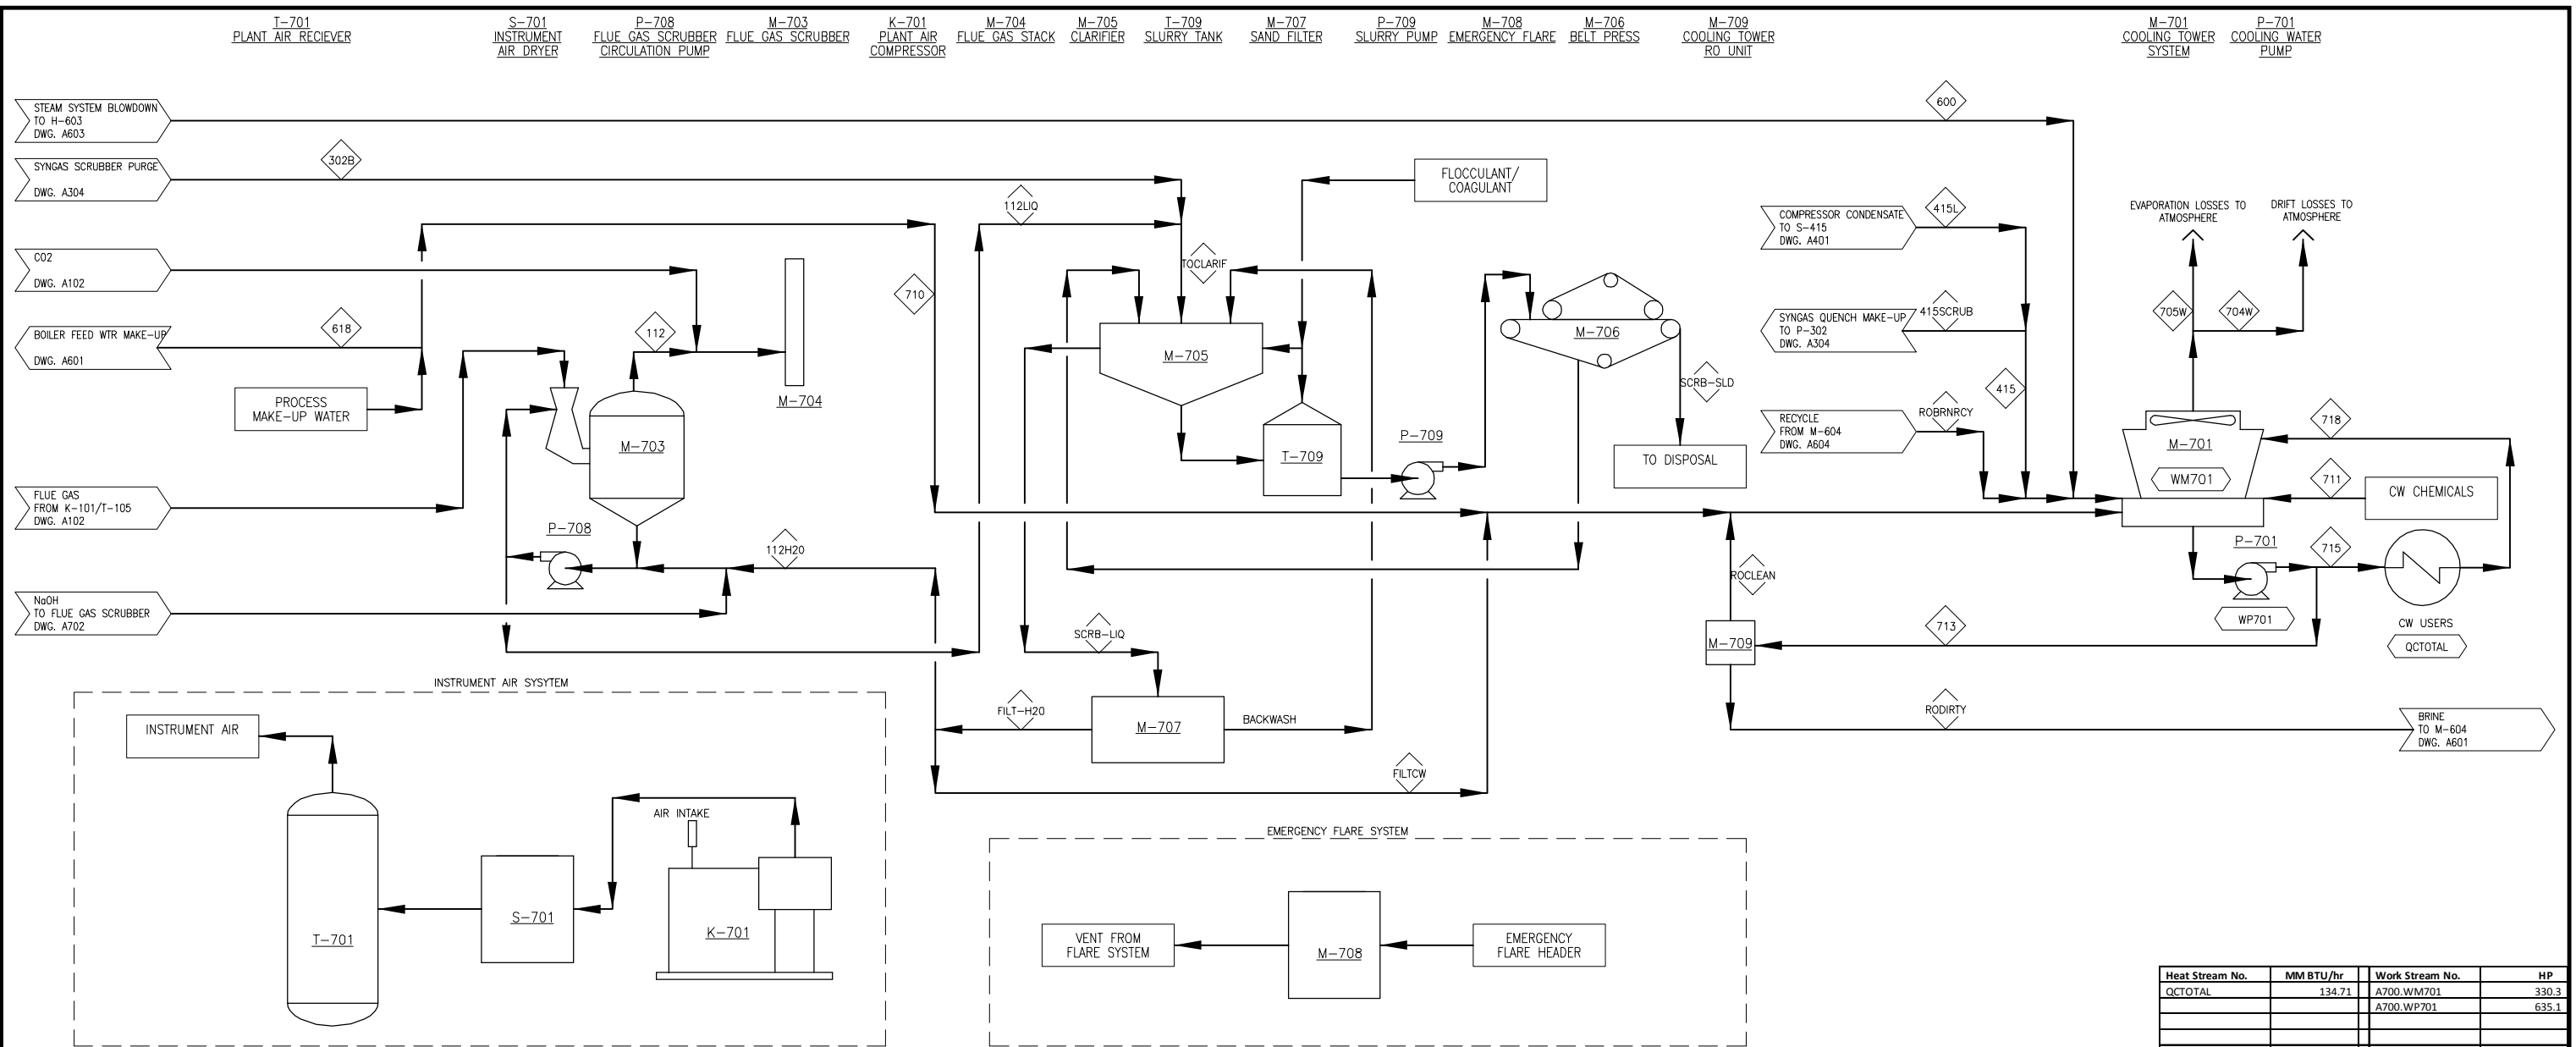 T-701
PLANT AIR RECIEVER
S-701
INSTRUMENT
AIR DRYER
P-708
FLUE GAS SCRUBBER
CIRCULATION PUMP
M-703
FLUE GAS SCRUBBER
K-701
PLANT AIR
COMPRESSOR
M-704
FLUE GAS STACK
M-705
CLARIFIER
T-709
SLURRY TANK
M-707
SAND FILTER
P-709
SLURRY PUMP
M-708
EMERGENCY FLARE
M-706
BELT PRESS
M-709
COOLING TOWER
RO UNIT
M-701
COOLING TOWER
SYSTEM
P-701
COOLING WATER
PUMP
STEAM SYSTEM BLOWDOWN
TO H-603
DWG. A603
600
SYNGAS SCRUBBER PURGE
DWG. A304
302B
FLOCCULANT/
COAGULANT
112LIQ
COMPRESSOR CONDENSATE
TO S-415
DWG. A401
415L
EVAPORATION LOSSES TO
ATMOSPHERE
DRIFT LOSSES TO
ATMOSPHERE
CO2
DWG. A102
TOCLARIF
710
BOILER FEED WTR MAKE-UP
DWG. A601
618
112
M-705
M-706
SYNGAS QUENCH MAKE-UP
TO P-302
DWG. A304
415SCRUB
705W
704W
PROCESS
MAKE-UP WATER
M-704
SCRB-SLD
415
RECYCLE
FROM M-604
DWG. A604
ROBRNRCY
718
M-703
T-709
P-709
TO DISPOSAL
M-701
WM701
711
CW CHEMICALS
FLUE GAS
FROM K-101/T-105
DWG. A102
P-708
112H20
P-701
715
ROCLEAN
NaOH
TO FLUE GAS SCRUBBER
DWG. A702
WP701
CW USERS
QCTOTAL
SCRB-LIQ
M-709
713
INSTRUMENT AIR SYSYTEM
FILT-H20
M-707
BACKWASH
RODIRTY
BRINE
TO M-604
DWG. A601
INSTRUMENT AIR
FILTCW
AIR INTAKE
EMERGENCY FLARE SYSTEM
T-701
S-701
K-701
VENT FROM
FLARE SYSTEM
M-708
EMERGENCY
FLARE HEADER
Heat Stream No. MM BTU/hr Work Stream No. HP
QCTOTAL 134.71 A700.WM701 330.3
A700.WP701 635.1